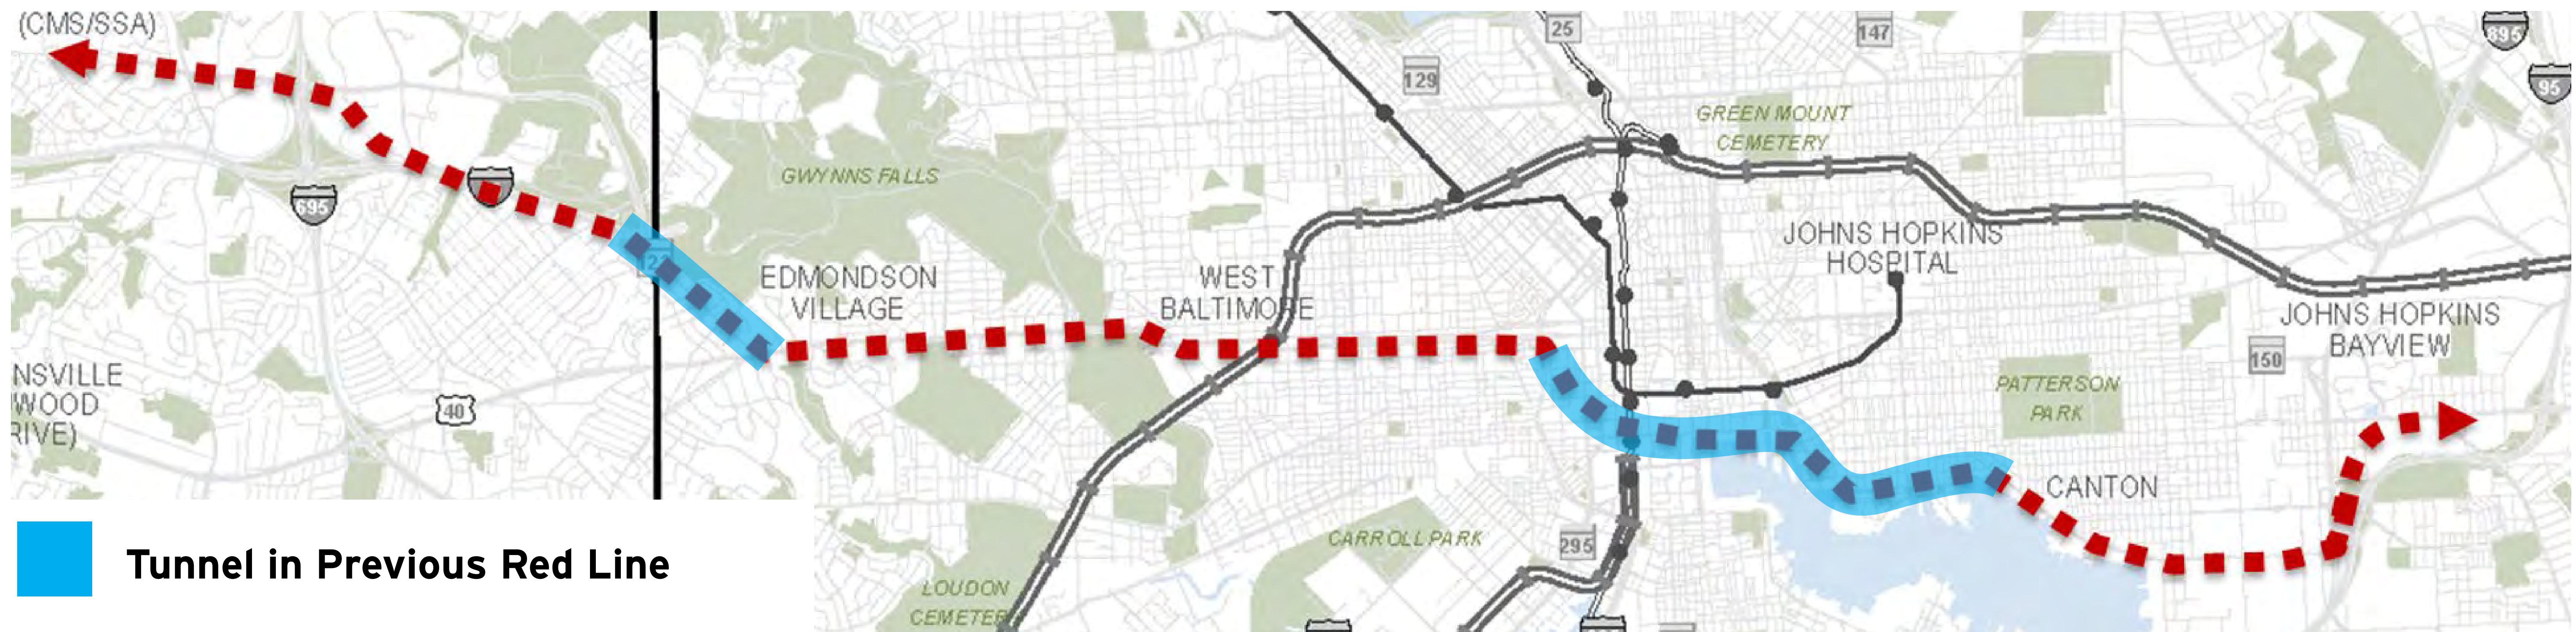 (CMS/SSA)
25
147
895
129
95
GREEN MOUNT
CEMETERY
GWYNNS FALLS
695
JOHNS HOPKINS
HOSPITAL
EDMONDSON
VILLAGE
WEST
BALTIMORE
JOHNS HOPKINS
BAYVIEW
150
NSVILLE
WOOD
RIVE)
40
PATTERSON
PARK
CANTON
CARROLL PARK
295
Tunnel in Previous Red Line
LOUDON
CEMETER